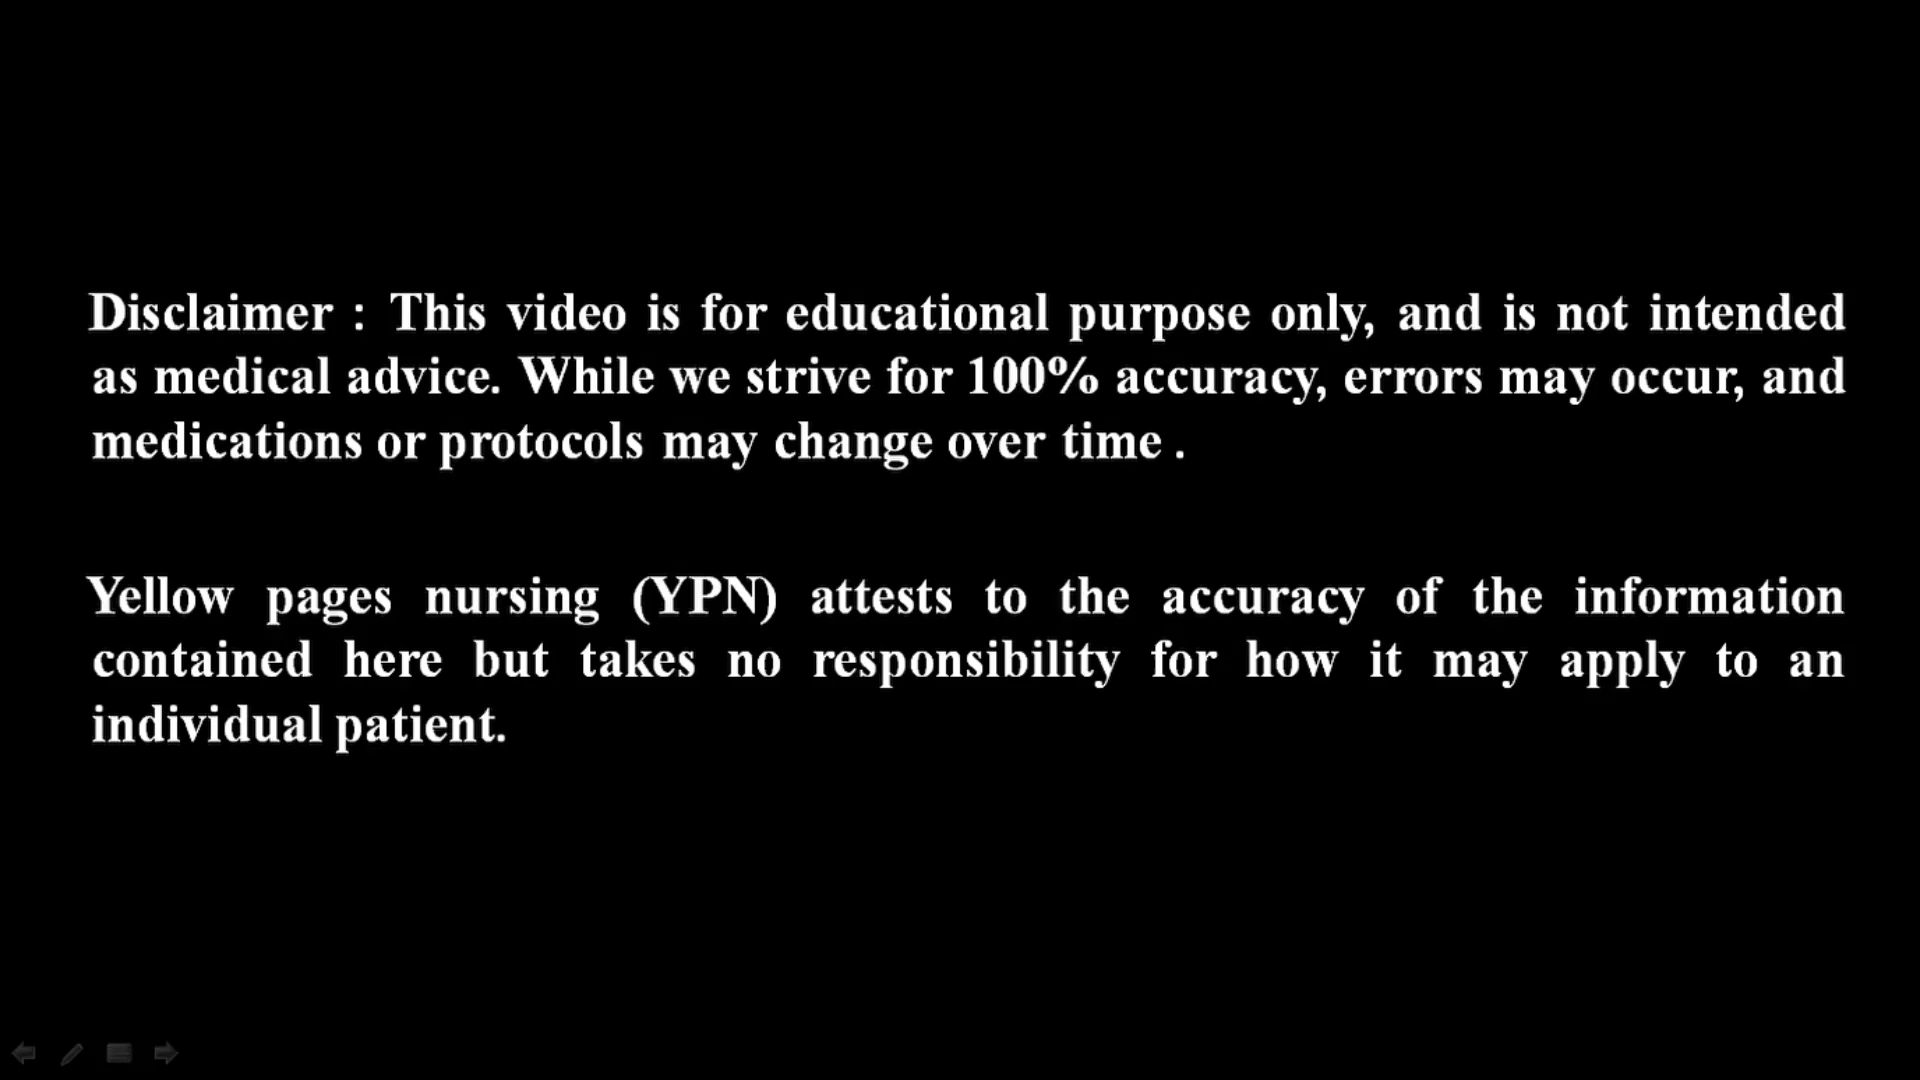 Disclaimer : This video is for educational purpose only, and is not intended
as medical advice. While we strive for 100% accuracy, errors may occur, and
medications or protocols may change over time .
Yellow pages nursing (YPN) attests to the accuracy of the information
contained here but takes no responsibility for how it may apply to an
individual patient.